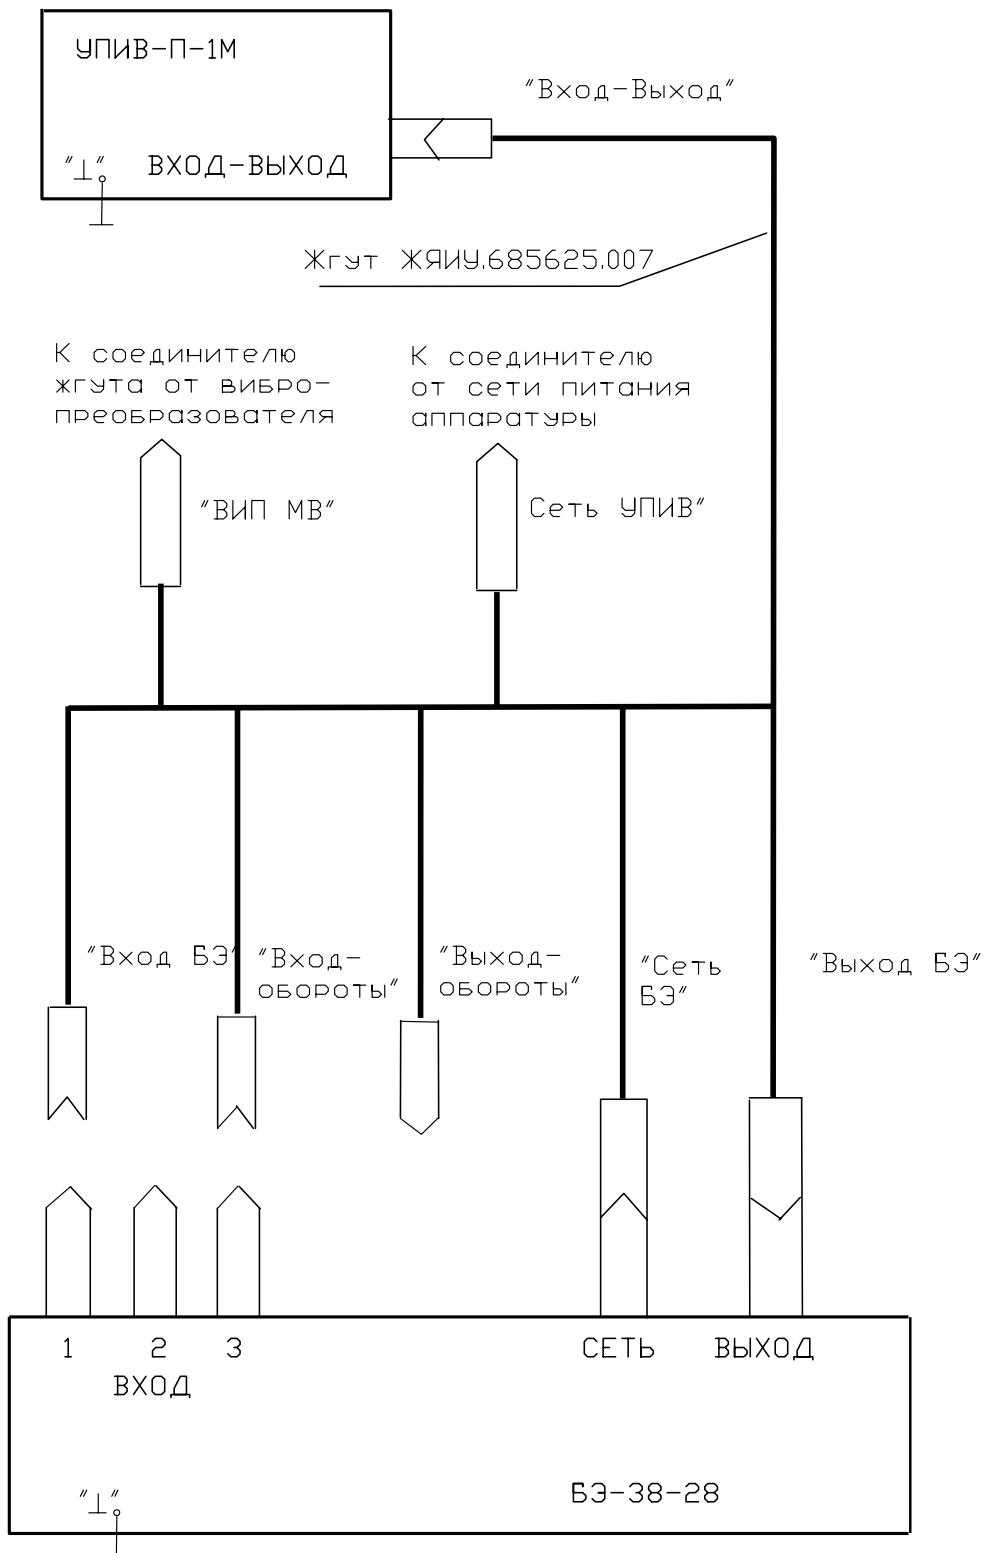 УПИВ-П-1М
"Вход-Выход"
"⊥" ВХОД-ВЫХОД
Жгут ЖЯИУ.685625.007
К соединителю
жгута от вибро-
преобразователя
К соединителю
от сети питания
аппаратуры
"ВИП МВ"
Сеть УПИВ"
"Вход БЭ"
"Вход-
обороты"
"Выход-
обороты"
"Сеть
БЭ"
"Выход БЭ"
1 2 3
ВХОД
СЕТЬ
ВЫХОД
БЭ-38-28
"⊥"